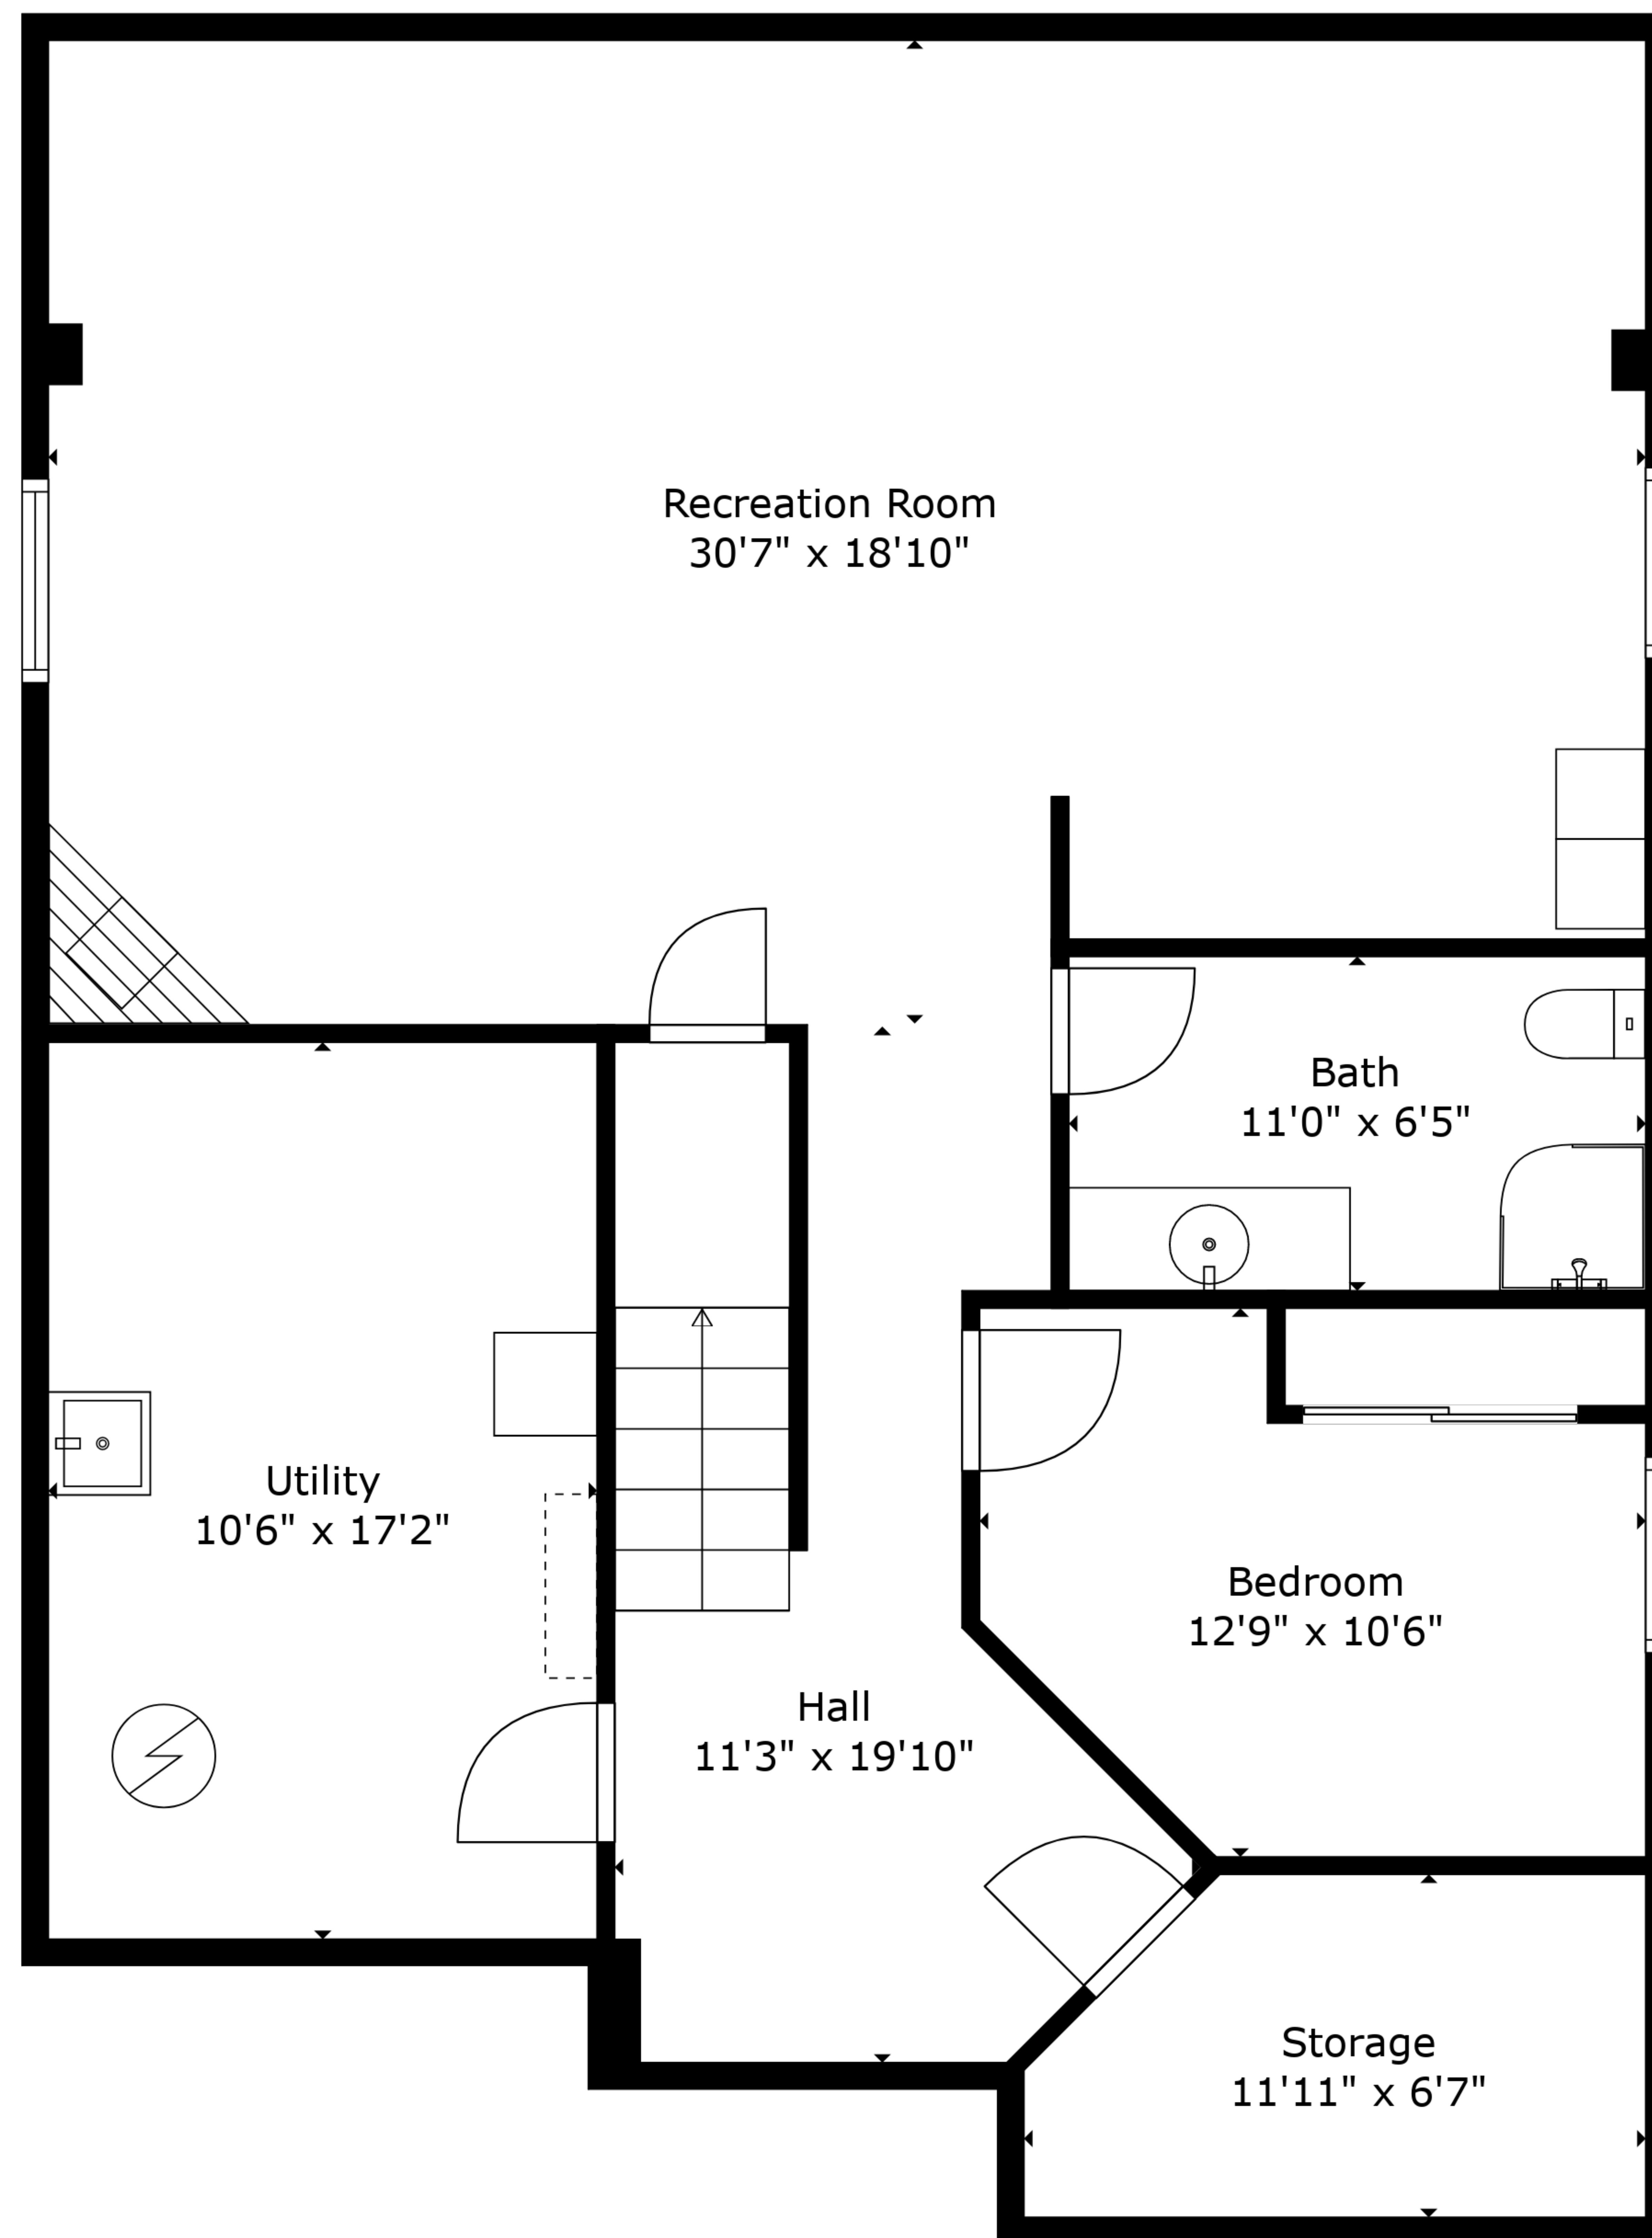 Recreation Room
30'7" x 18'10"
Bath
11'0" x 6'5"
Utility
10'6" x 17'2"
Bedroom
12'9" x 10'6"
Hall
11'3" x 19'10"
Storage
11'11" x 6'7"